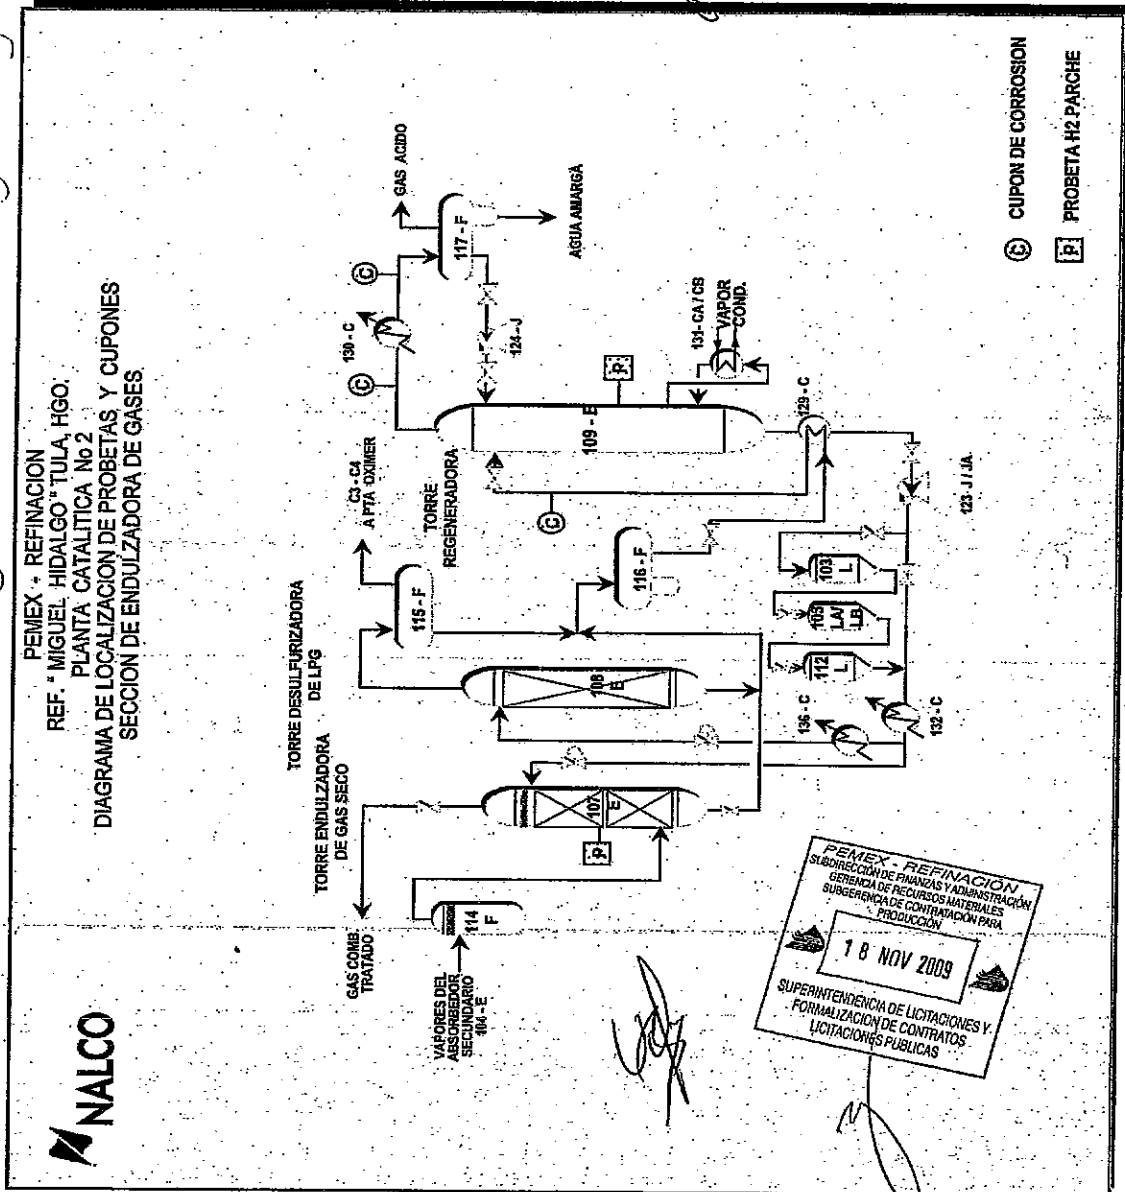 NALCO
PEMEX - REFINACION
REF. "MIGUEL HIDALGO" TULA, HGO.
PLANTA CATALITICA No 2
DIAGRAMA DE LOCALIZACION DE PROBETAS Y CUPONES
SECCION DE ENDULZADORA DE GASES
GAS COMB.
TRATADO
TORRE ENDULZADORA
DE GAS SECO
TORRE DESULFURIZADORA
DE LPG
C3 - C4
A PTA OXIMER
TORRE
REGENERADORA
130 - C
C
C
GAS ACIDO
117 - F
AGUA AMARGA
124 - J
115 - F
VAPORES DEL
ABSORBEDOR
SECUNDARIO
104 - E
114
F
107
E
P
108
E
116 - F
C
109 - E
P
131 - CA / CB
VAPOR
COND.
129 - C
136 - C
132 - C
112
L
105
LA/
LB
103
L
123 J / JA
C CUPON DE CORROSION
P PROBETA H2 PARCHE
PEMEX - REFINACIÓN
SUBDIRECCIÓN DE FINANZAS Y ADMINISTRACIÓN
GERENCIA DE RECURSOS MATERIALES
SUBGERENCIA DE CONTRATACIÓN PARA
PRODUCCIÓN
18 NOV 2009
SUPERINTENDENCIA DE LICITACIONES Y
FORMALIZACIÓN DE CONTRATOS
LICITACIONES PUBLICAS